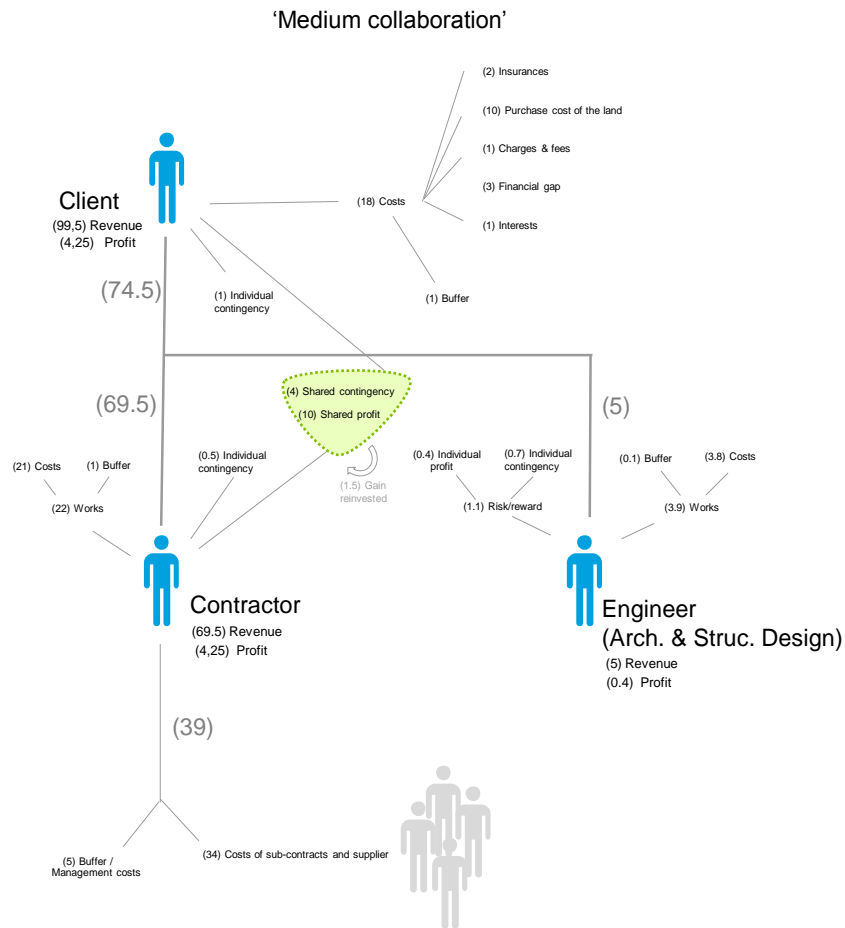 ‘Medium collaboration’
(2) Insurances
(10) Purchase cost of the land
(1) Charges & fees
(18) Costs
(3) Financial gap
(1) Interests
Client
(99,5) Revenue
(4,25) Profit
(74.5)
(1) Individual
contingency
(1) Buffer
(4) Shared contingency
(10) Shared profit
(69.5)
(5)
(21) Costs
(1) Buffer
(22) Works
(0.5) Individual
contingency
(1.5) Gain
reinvested
(0.4) Individual
profit
(0.7) Individual
contingency
(1.1) Risk/reward
(0.1) Buffer
(3.8) Costs
(3.9) Works
Contractor
(69.5) Revenue
(4,25) Profit
Engineer
(Arch. & Struc. Design)
(5) Revenue
(0.4) Profit
(39)
(5) Buffer /
Management costs
(34) Costs of sub-contracts and supplier